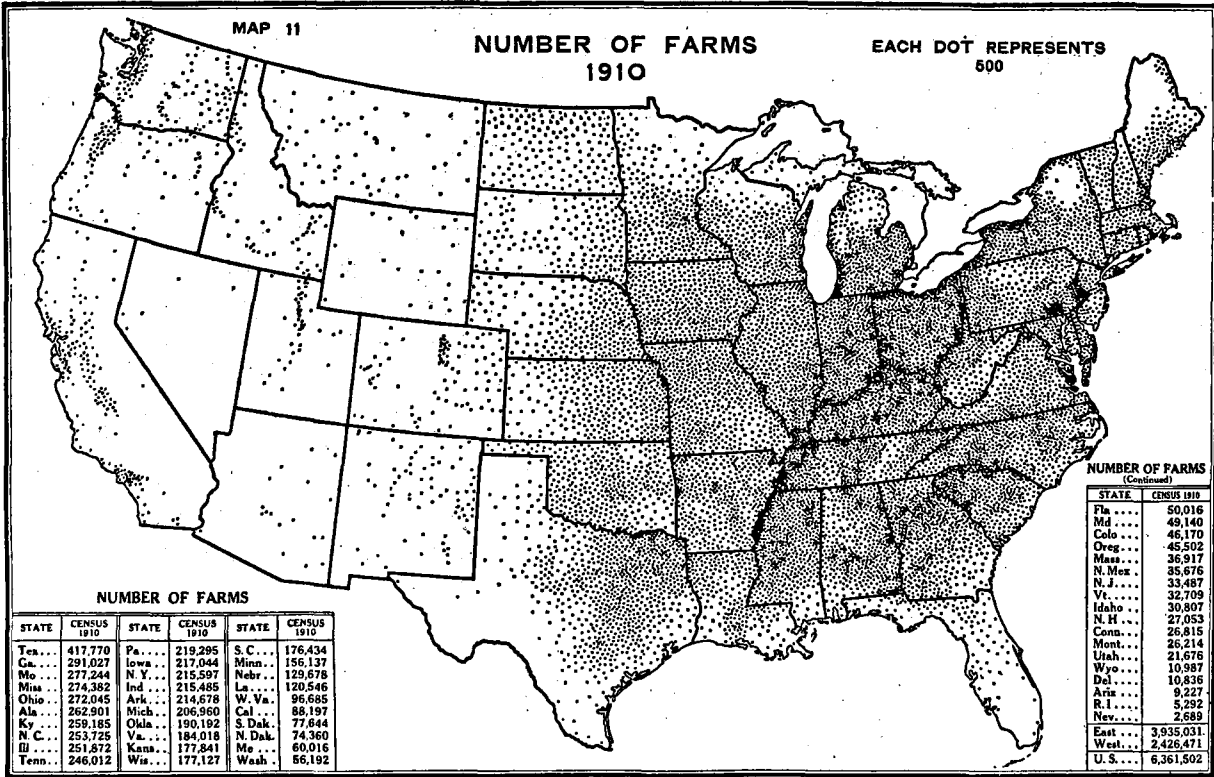 MAP 11
NUMBER OF FARMS
1910
EACH DOT REPRESENTS
500
NUMBER OF FARMS
STATE CENSUS 1910 STATE CENSUS 1910 STATE CENSUS 1910
Tex... 417,770 Pa.... 219,295 S.C... 176,434
Ga.... 291,027 Iowa... 217,044 Minn.. 156,137
Mo.... 277,244 N.Y... 215,597 Nebr.. 129,678
Miss... 274,382 Ind.... 215,485 La.... 120,546
Ohio... 272,045 Ark... 214,678 W. Va. 96,685
Ala.... 262,901 Mich... 206,960 Cal.... 88,197
Ky.... 259,185 Okla... 190,192 S. Dak. 77,644
N.C... 253,725 Va.... 184,018 N. Dak. 74,360
Ill.... 251,872 Kans... 177,841 Me.... 60,016
Tenn.. 246,012 Wis... 177,127 Wash.. 56,192
NUMBER OF FARMS
(Continued)
STATE CENSUS 1910
Fla.... 50,016
Md.... 49,140
Colo... 46,170
Oreg... 45,502
Mass... 36,917
N. Mex. 35,676
N.J.... 33,487
Vt.... 32,709
Idaho.. 30,807
N.H... 27,053
Conn... 26,815
Mont... 26,214
Utah... 21,676
Wyo... 10,987
Del.... 10,836
Ariz... 9,227
R.I.... 5,292
Nev... 2,689
East... 3,935,031
West... 2,426,471
U.S.... 6,361,502